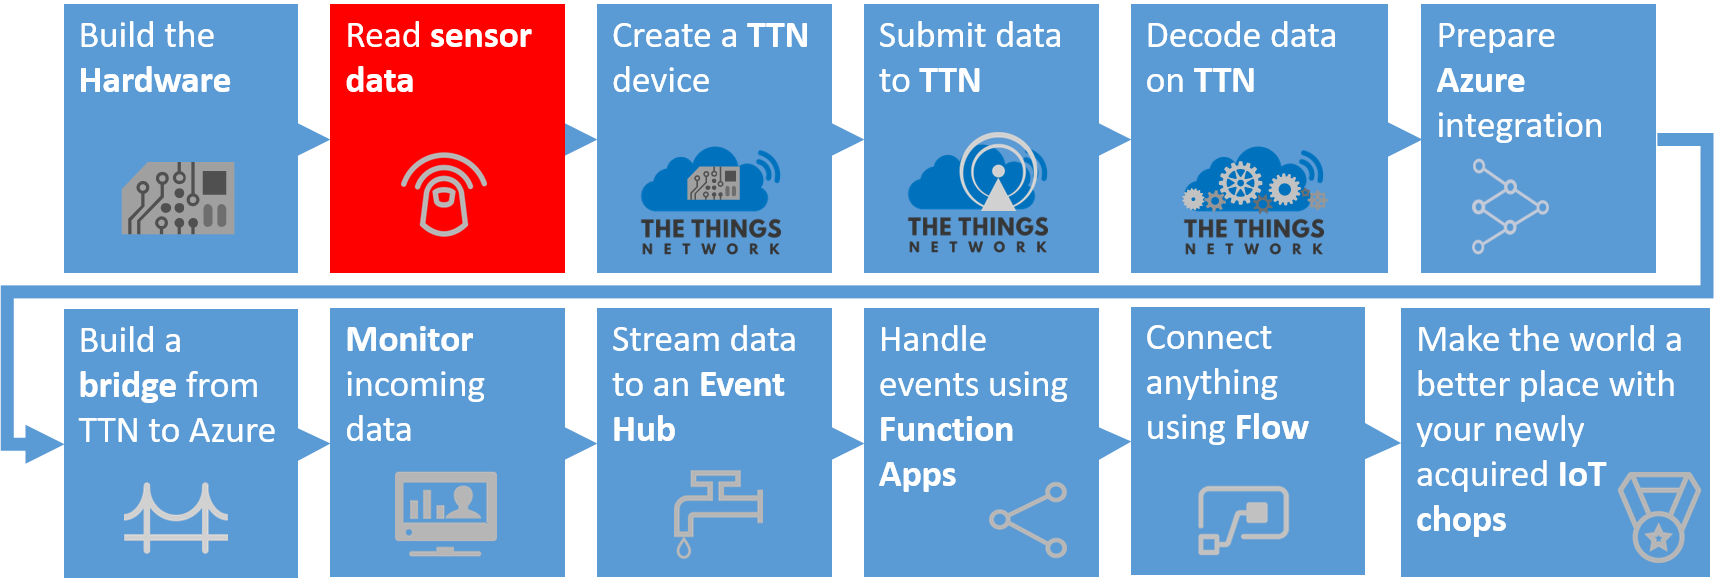 Build the
Hardware
Read sensor
data
Create a TTN
device
THE THINGS
NETWORK
Submit data
to TTN
THE THINGS
NETWORK
Decode data
on TTN
THE THINGS
NETWORK
Prepare
Azure
integration
Build a
bridge from
TTN to Azure
Monitor
incoming
data
Stream data
to an Event
Hub
Handle
events using
Function
Apps
Connect
anything
using Flow
Make the world a
better place with
your newly
acquired IoT
chops